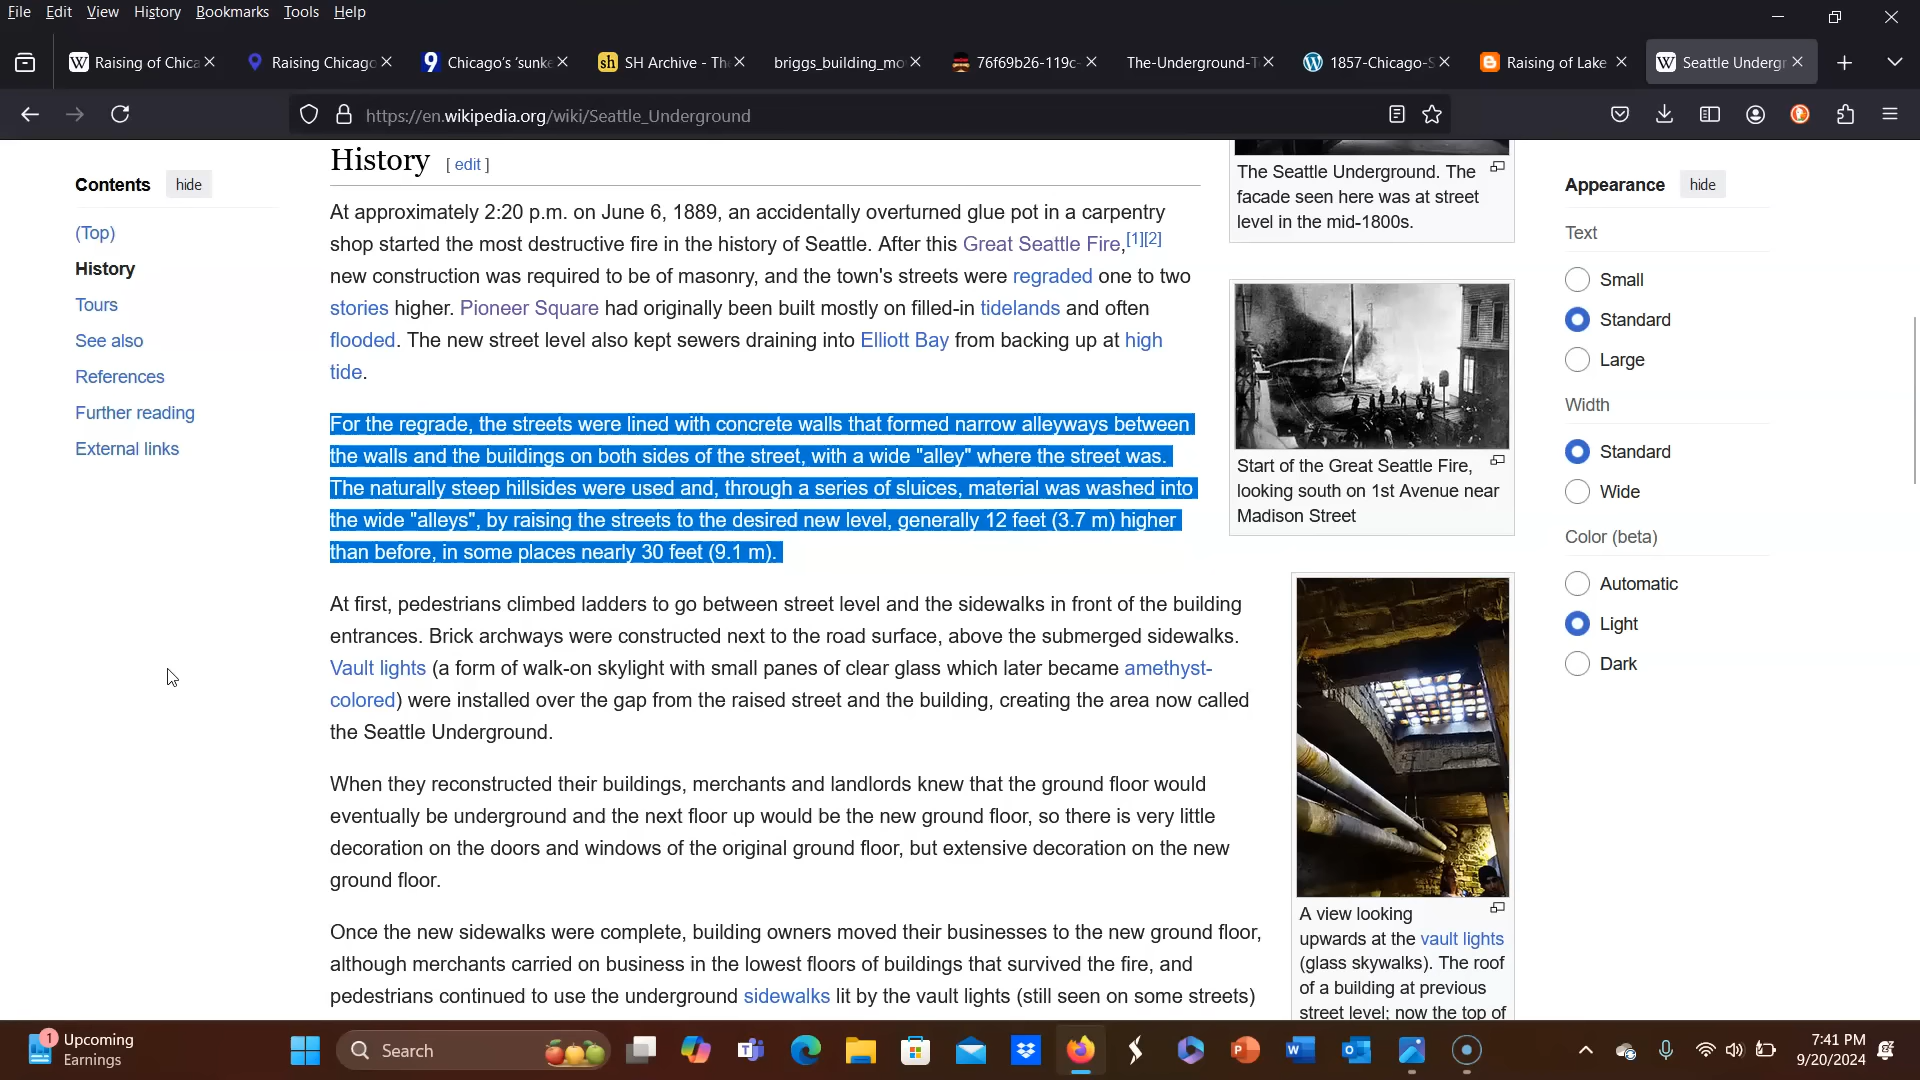 File Edit View History Bookmarks Tools Help
Raising of Chica
Raising Chicago
9 Chicago's 'sunke
sh SH Archive - Th
briggs_building_mo
76f69b26-119c-
The-Underground-T
1857-Chicago-S
Raising of Lake
W Seattle Undergr
https://en.wikipedia.org/wiki/Seattle_Underground
Contents hide
(Top)
History
Tours
See also
References
Further reading
External links
History [ edit ]
At approximately 2:20 p.m. on June 6, 1889, an accidentally overturned glue pot in a carpentry
shop started the most destructive fire in the history of Seattle. After this Great Seattle Fire,[1][2]
new construction was required to be of masonry, and the town's streets were regraded one to two
stories higher. Pioneer Square had originally been built mostly on filled-in tidelands and often
flooded. The new street level also kept sewers draining into Elliott Bay from backing up at high
tide.
For the regrade, the streets were lined with concrete walls that formed narrow alleyways between
the walls and the buildings on both sides of the street, with a wide "alley" where the street was.
The naturally steep hillsides were used and, through a series of sluices, material was washed into
the wide "alleys", by raising the streets to the desired new level, generally 12 feet (3.7 m) higher
than before, in some places nearly 30 feet (9.1 m).
At first, pedestrians climbed ladders to go between street level and the sidewalks in front of the building
entrances. Brick archways were constructed next to the road surface, above the submerged sidewalks.
Vault lights (a form of walk-on skylight with small panes of clear glass which later became amethyst-
colored) were installed over the gap from the raised street and the building, creating the area now called
the Seattle Underground.
When they reconstructed their buildings, merchants and landlords knew that the ground floor would
eventually be underground and the next floor up would be the new ground floor, so there is very little
decoration on the doors and windows of the original ground floor, but extensive decoration on the new
ground floor.
Once the new sidewalks were complete, building owners moved their businesses to the new ground floor,
although merchants carried on business in the lowest floors of buildings that survived the fire, and
pedestrians continued to use the underground sidewalks lit by the vault lights (still seen on some streets)
The Seattle Underground. The
facade seen here was at street
level in the mid-1800s.
Start of the Great Seattle Fire,
looking south on 1st Avenue near
Madison Street
A view looking
upwards at the vault lights
(glass skywalks). The roof
of a building at previous
street level; now the top of
Appearance hide
Text
Small
Standard
Large
Width
Standard
Wide
Color (beta)
Automatic
Light
Dark
1
Upcoming
Earnings
Search
7:41 PM
9/20/2024